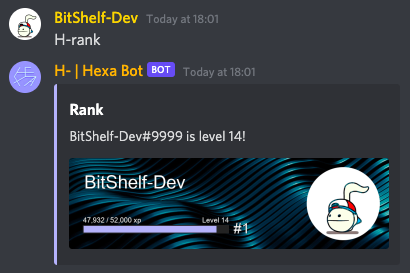 BitShelf-Dev Today at 18:01
H-rank
H- | Hexa Bot BOT Today at 18:01
Rank
BitShelf-Dev#9999 is level 14!
BitShelf-Dev
47,932 / 52,000 xp Level 14
#1